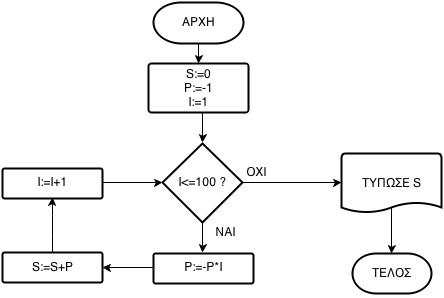 ΑΡΧΗ
S:=0
P:=-1
I:=1
I<=100 ?
ΟΧΙ
ΤΥΠΩΣΕ S
ΝΑΙ
I:=I+1
P:=-P*I
S:=S+P
ΤΕΛΟΣ